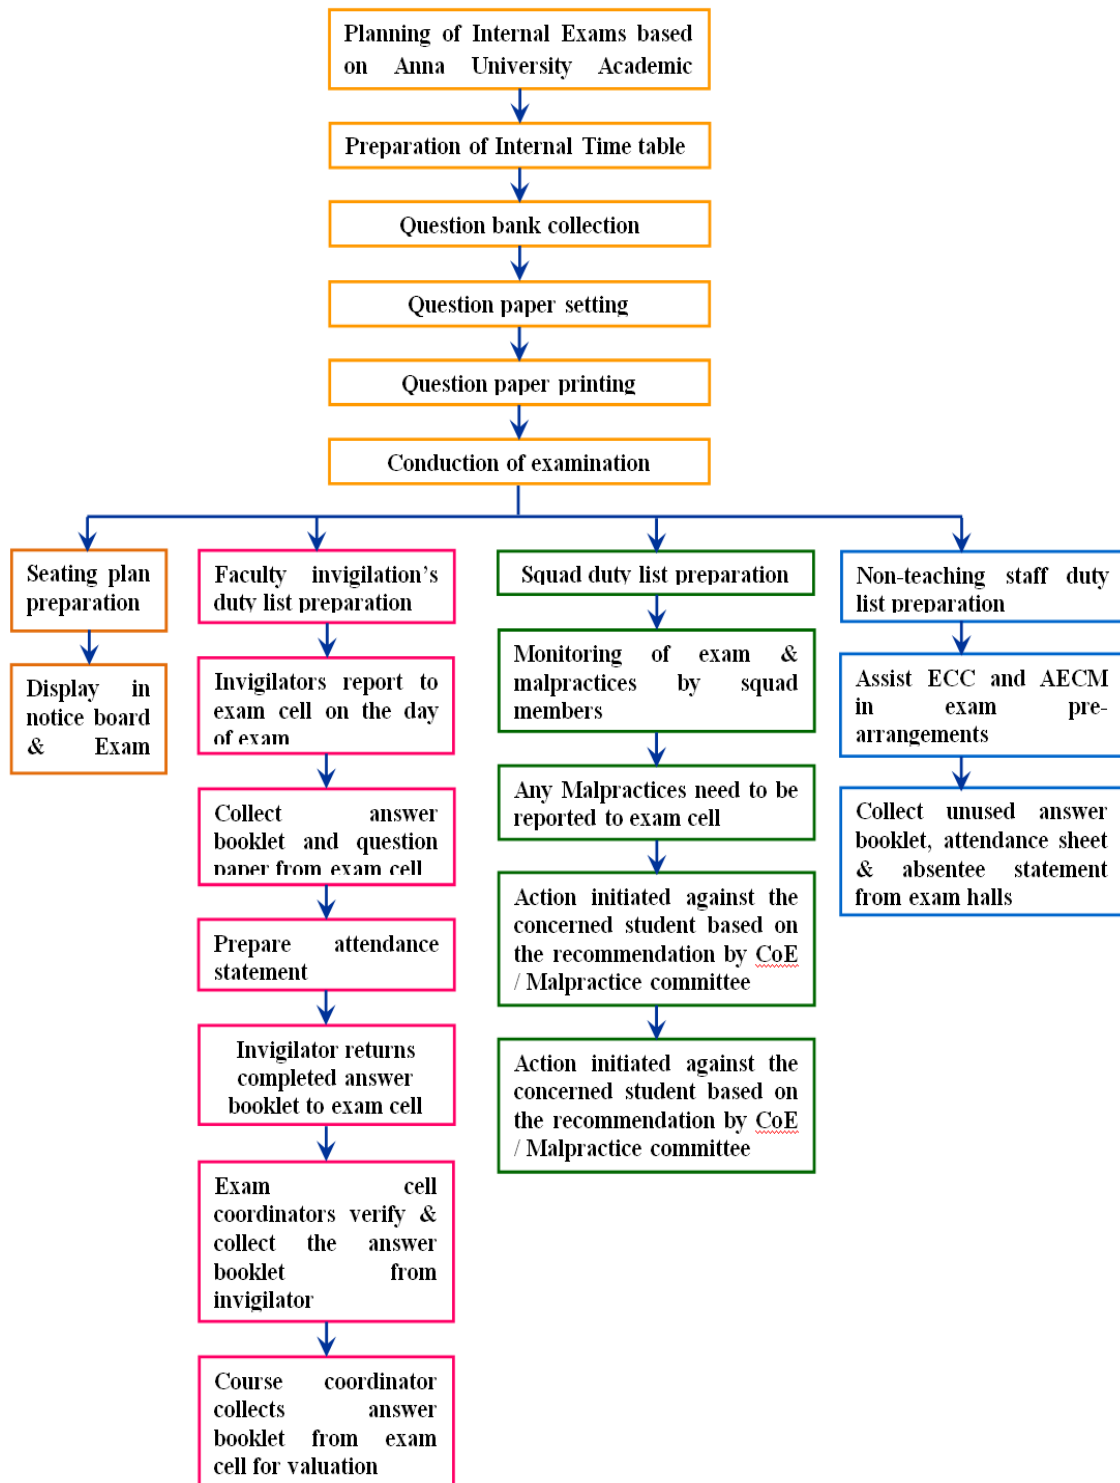 Planning of Internal Exams based
on Anna University Academic
Preparation of Internal Time table
Question bank collection
Question paper setting
Question paper printing
Conduction of examination
Seating plan
preparation
Display in
notice board
& Exam
Faculty invigilation's
duty list preparation
Invigilators report to
exam cell on the day
of exam
Collect answer
booklet and question
paper from exam cell
Prepare attendance
statement
Invigilator returns
completed answer
booklet to exam cell
Exam cell
coordinators verify &
collect the answer
booklet from
invigilator
Course coordinator
collects answer
booklet from exam
cell for valuation
Squad duty list preparation
Monitoring of exam &
malpractices by squad
members
Any Malpractices need to be
reported to exam cell
Action initiated against the
concerned student based on
the recommendation by CoE
/ Malpractice committee
Action initiated against the
concerned student based on
the recommendation by CoE
/ Malpractice committee
Non-teaching staff duty
list preparation
Assist ECC and AECM
in exam pre-
arrangements
Collect unused answer
booklet, attendance sheet
& absentee statement
from exam halls